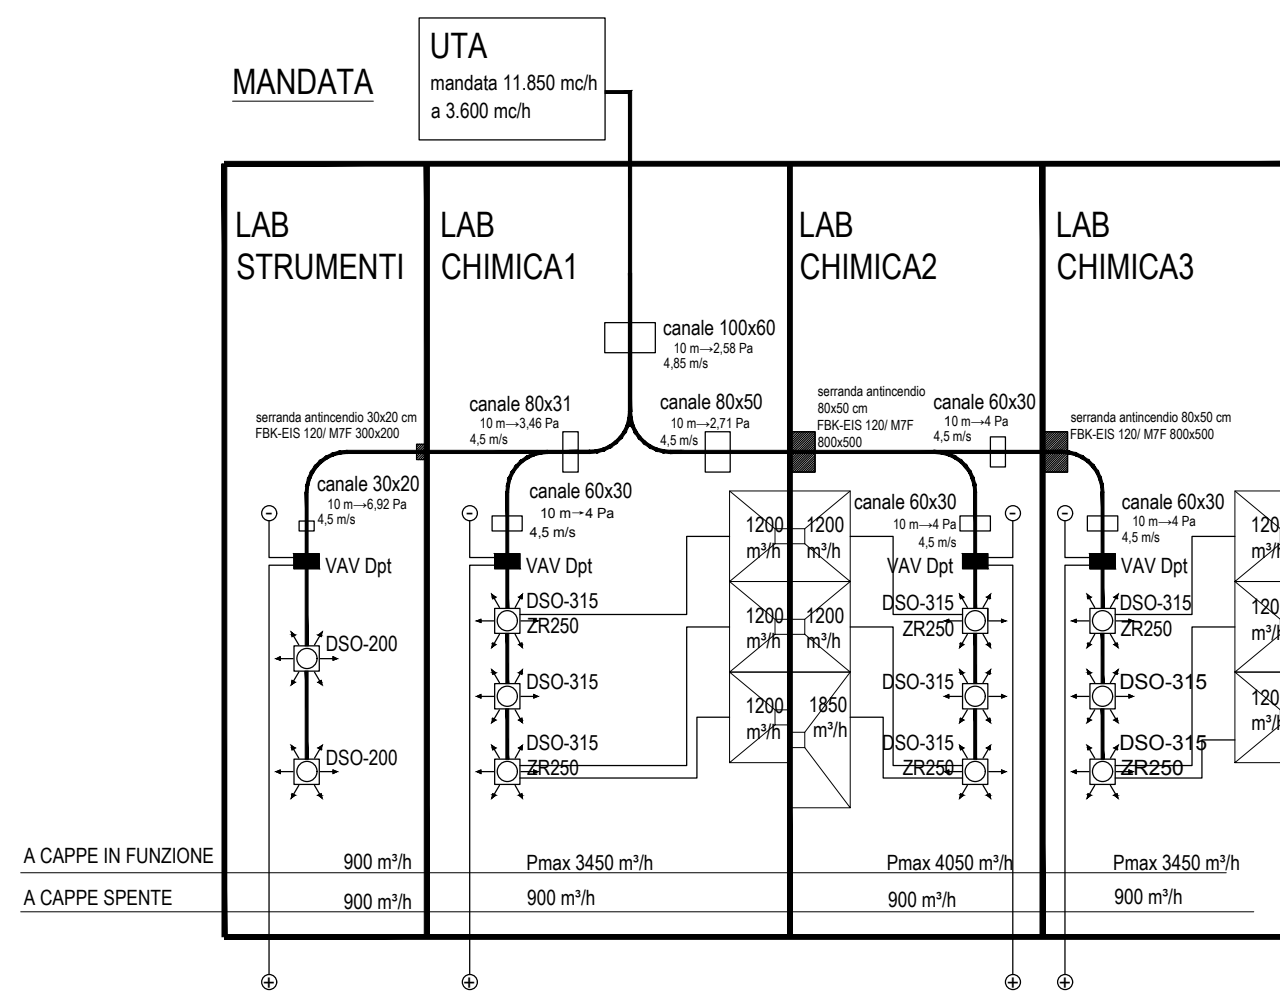 MANDATA
UTA
mandata 11.850 mc/h
a 3.600 mc/h
LAB
STRUMENTI
LAB
CHIMICA1
LAB
CHIMICA2
LAB
CHIMICA3
canale 100x60
10 m→2,58 Pa
4,85 m/s
serranda antincendio 30x20 cm
FBK-EIS 120/ M7F 300x200
canale 80x31
10 m→3,46 Pa
4,5 m/s
canale 80x50
10 m→2,71 Pa
4,5 m/s
serranda antincendio
80x50 cm
FBK-EIS 120/ M7F
800x500
canale 60x30
10 m→4 Pa
4,5 m/s
serranda antincendio 80x50 cm
FBK-EIS 120/ M7F 800x500
canale 30x20
10 m→6,92 Pa
4,5 m/s
canale 60x30
10 m→4 Pa
4,5 m/s
canale 60x30
10 m→4 Pa
4,5 m/s
canale 60x30
10 m→4 Pa
4,5 m/s
VAV Dpt
VAV Dpt
VAV Dpt
VAV Dpt
DSO-200
DSO-200
DSO-315
ZR250
DSO-315
DSO-315
ZR250
1200
m³/h
1200
m³/h
1200
m³/h
1200
m³/h
1200
m³/h
1850
m³/h
DSO-315
ZR250
DSO-315
DSO-315
ZR250
DSO-315
ZR250
DSO-315
DSO-315
ZR250
A CAPPE IN FUNZIONE
900 m³/h
Pmax 3450 m³/h
Pmax 4050 m³/h
Pmax 3450 m³/h
A CAPPE SPENTE
900 m³/h
900 m³/h
900 m³/h
900 m³/h